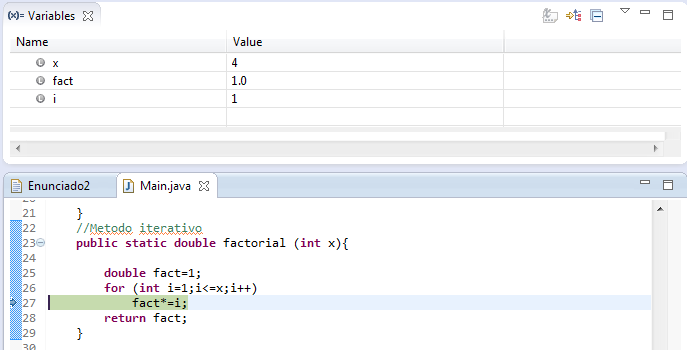 (x)= Variables
Name Value
x 4
fact 1.0
i 1
Enunciado2 Main.java
21 }
22 //Metodo iterativo
23 public static double factorial (int x){
24
25 double fact=1;
26 for (int i=1;i<=x;i++)
27 fact*=i;
28 return fact;
29 }
30